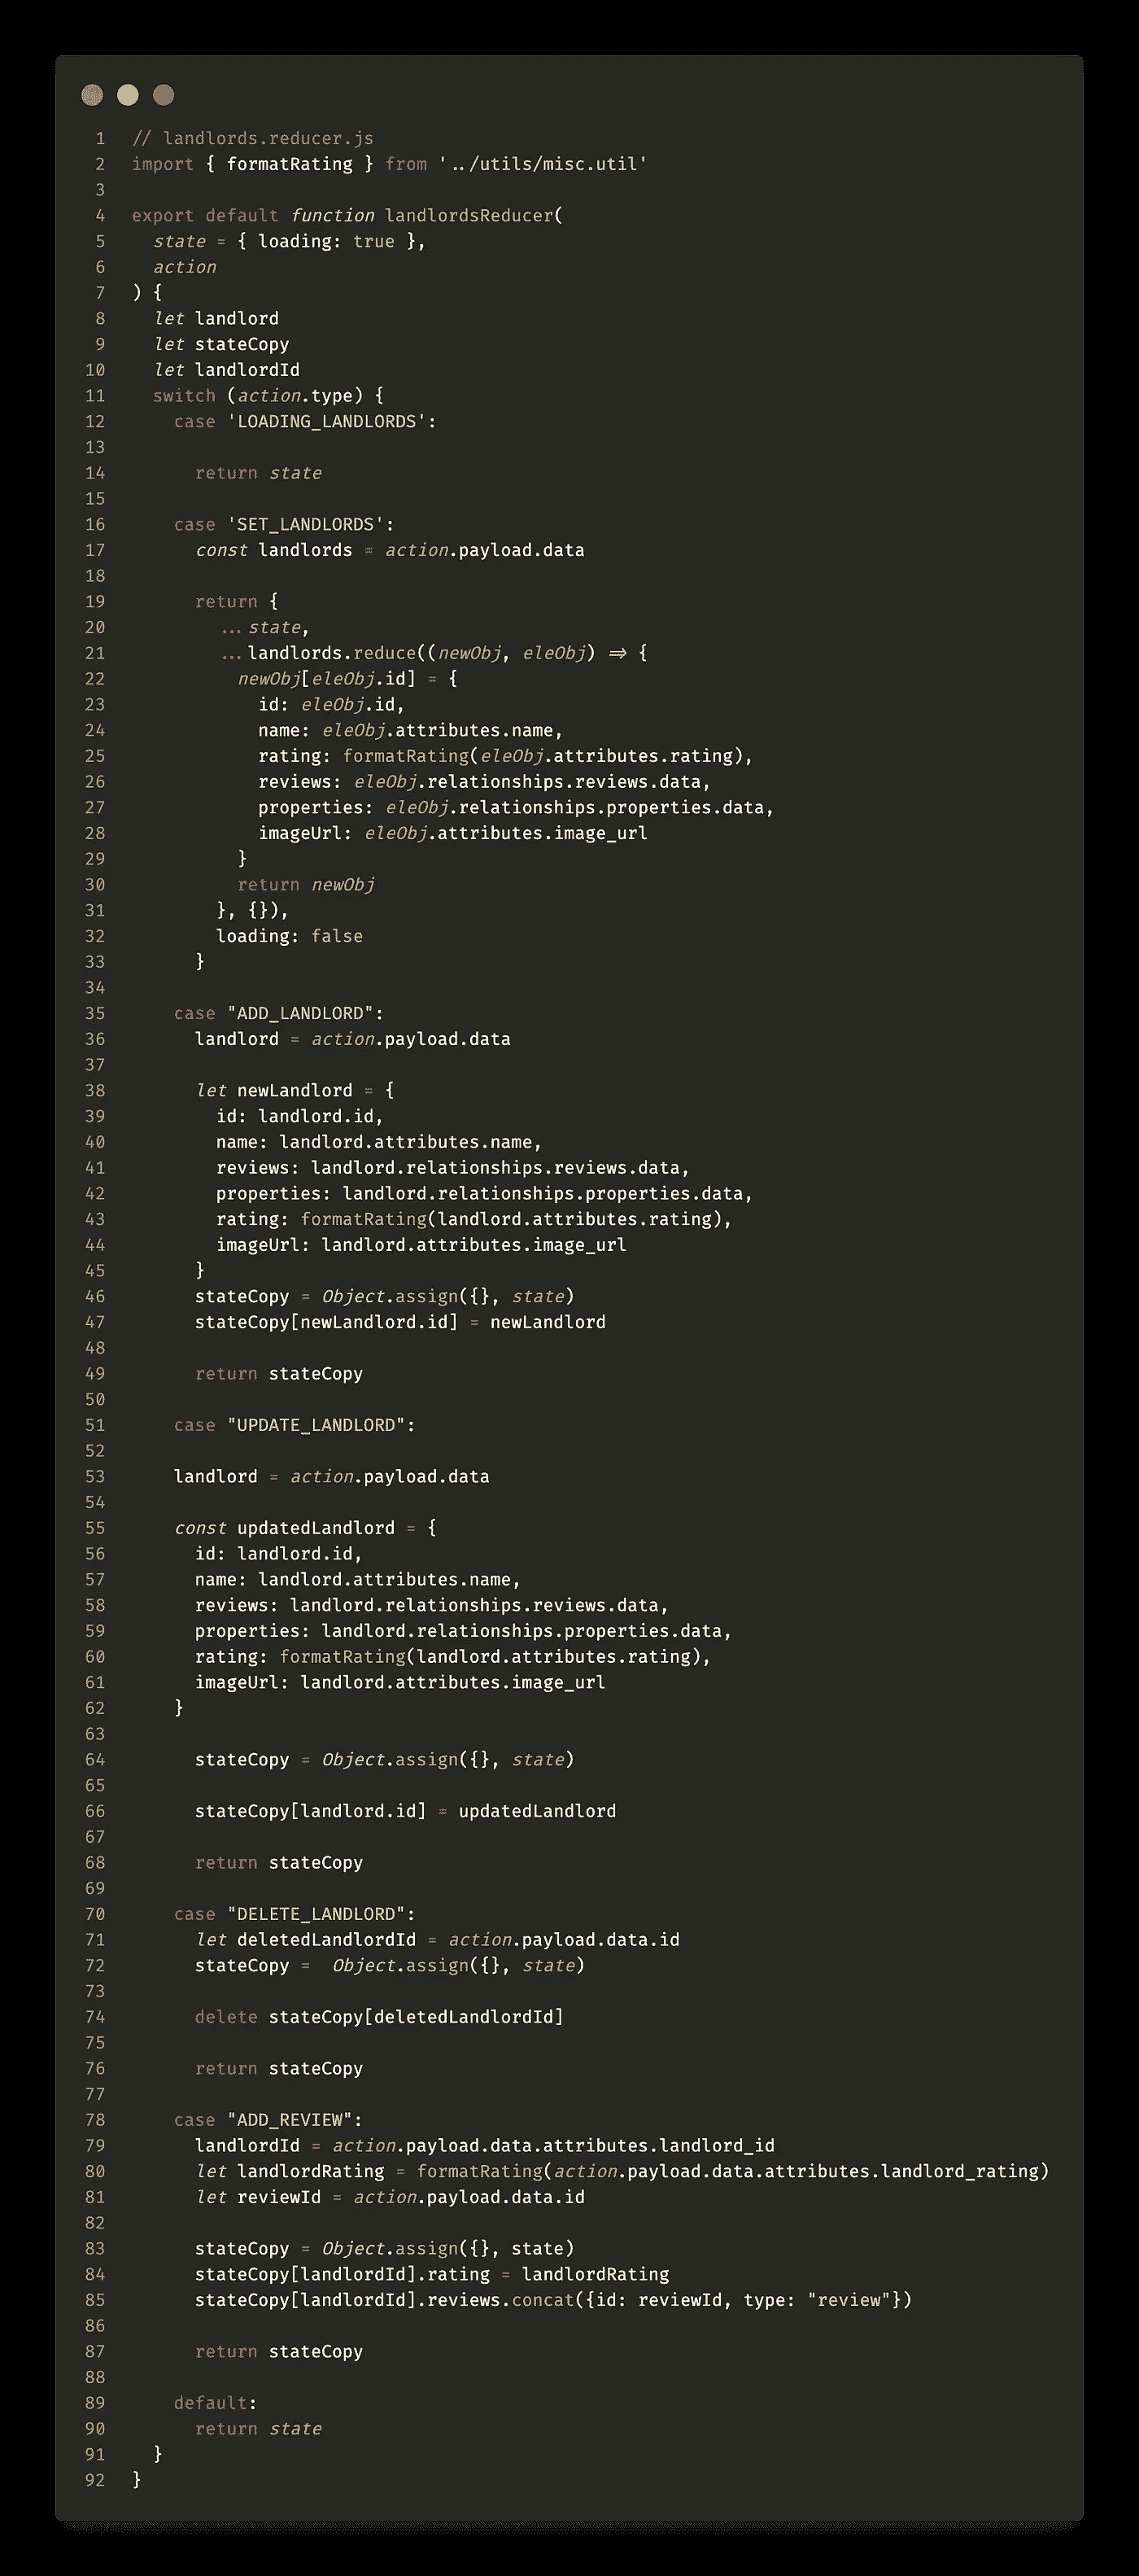 1 // landlords.reducer.js
2 import { formatRating } from '../utils/misc.util'
3
4 export default function landlordsReducer(
5   state = { loading: true },
6   action
7 ) {
8   let landlord
9   let stateCopy
10   let landlordId
11   switch (action.type) {
12     case 'LOADING_LANDLORDS':
13
14       return state
15
16     case 'SET_LANDLORDS':
17       const landlords = action.payload.data
18
19       return {
20         ...state,
21         ...landlords.reduce((newObj, eleObj) => {
22           newObj[eleObj.id] = {
23             id: eleObj.id,
24             name: eleObj.attributes.name,
25             rating: formatRating(eleObj.attributes.rating),
26             reviews: eleObj.relationships.reviews.data,
27             properties: eleObj.relationships.properties.data,
28             imageUrl: eleObj.attributes.image_url
29           }
30           return newObj
31         }, {}),
32         loading: false
33       }
34
35     case "ADD_LANDLORD":
36       landlord = action.payload.data
37
38       let newLandlord = {
39         id: landlord.id,
40         name: landlord.attributes.name,
41         reviews: landlord.relationships.reviews.data,
42         properties: landlord.relationships.properties.data,
43         rating: formatRating(landlord.attributes.rating),
44         imageUrl: landlord.attributes.image_url
45       }
46       stateCopy = Object.assign({}, state)
47       stateCopy[newLandlord.id] = newLandlord
48
49       return stateCopy
50
51     case "UPDATE_LANDLORD":
52
53     landlord = action.payload.data
54
55     const updatedLandlord = {
56       id: landlord.id,
57       name: landlord.attributes.name,
58       reviews: landlord.relationships.reviews.data,
59       properties: landlord.relationships.properties.data,
60       rating: formatRating(landlord.attributes.rating),
61       imageUrl: landlord.attributes.image_url
62     }
63
64       stateCopy = Object.assign({}, state)
65
66       stateCopy[landlord.id] = updatedLandlord
67
68       return stateCopy
69
70     case "DELETE_LANDLORD":
71       let deletedLandlordId = action.payload.data.id
72       stateCopy =  Object.assign({}, state)
73
74       delete stateCopy[deletedLandlordId]
75
76       return stateCopy
77
78     case "ADD_REVIEW":
79       landlordId = action.payload.data.attributes.landlord_id
80       let landlordRating = formatRating(action.payload.data.attributes.landlord_rating)
81       let reviewId = action.payload.data.id
82
83       stateCopy = Object.assign({}, state)
84       stateCopy[landlordId].rating = landlordRating
85       stateCopy[landlordId].reviews.concat({id: reviewId, type: "review"})
86
87       return stateCopy
88
89     default:
90       return state
91   }
92 }